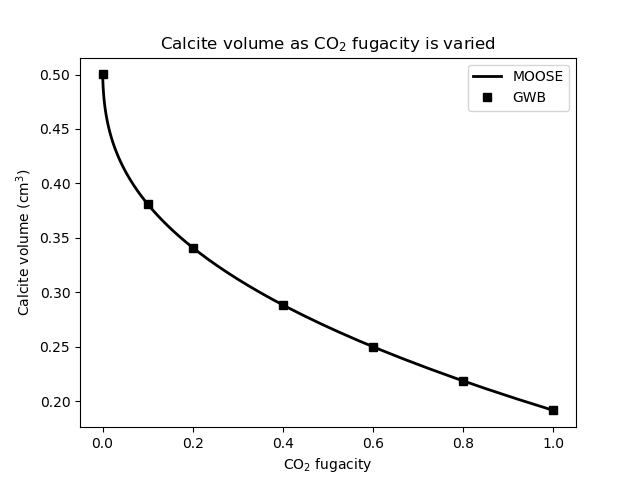 Calcite volume as CO₂ fugacity is varied
MOOSE
GWB
Calcite volume (cm³)
0.50
0.45
0.40
0.35
0.30
0.25
0.20
0.0 0.2 0.4 0.6 0.8 1.0
CO₂ fugacity